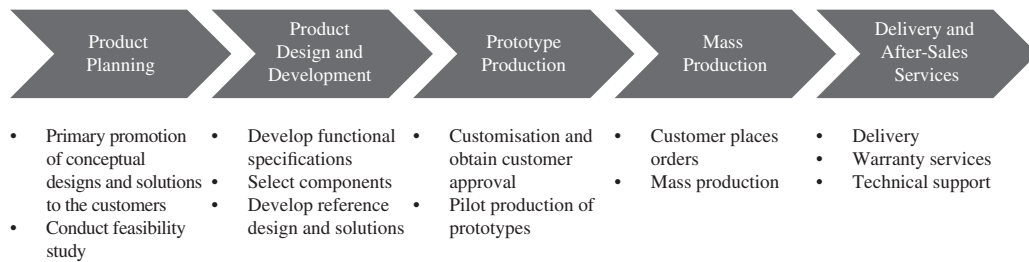 Product
Planning
Product
Design and
Development
Prototype
Production
Mass
Production
Delivery and
After-Sales
Services
• Primary promotion
of conceptual
designs and solutions
to the customers
• Conduct feasibility
study
• Develop functional
specifications
• Select components
• Develop reference
design and solutions
• Customisation and
obtain customer
approval
• Pilot production of
prototypes
• Customer places
orders
• Mass production
• Delivery
• Warranty services
• Technical support